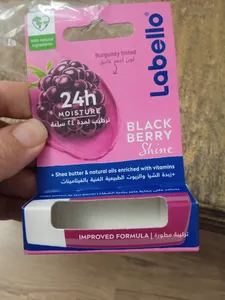 with natural
ingredients
Burgundy tinted
Labello
24h
MOISTURE
ترطيب لمدة ٢٤ ساعة
BLACK
BERRY
Shine
+ Shea butter & natural oils enriched with vitamins
+زبدة الشيا والزيوت الطبيعية الغنية بالفيتامينات
IMPROVED FORMULA | تركيبة مطورة